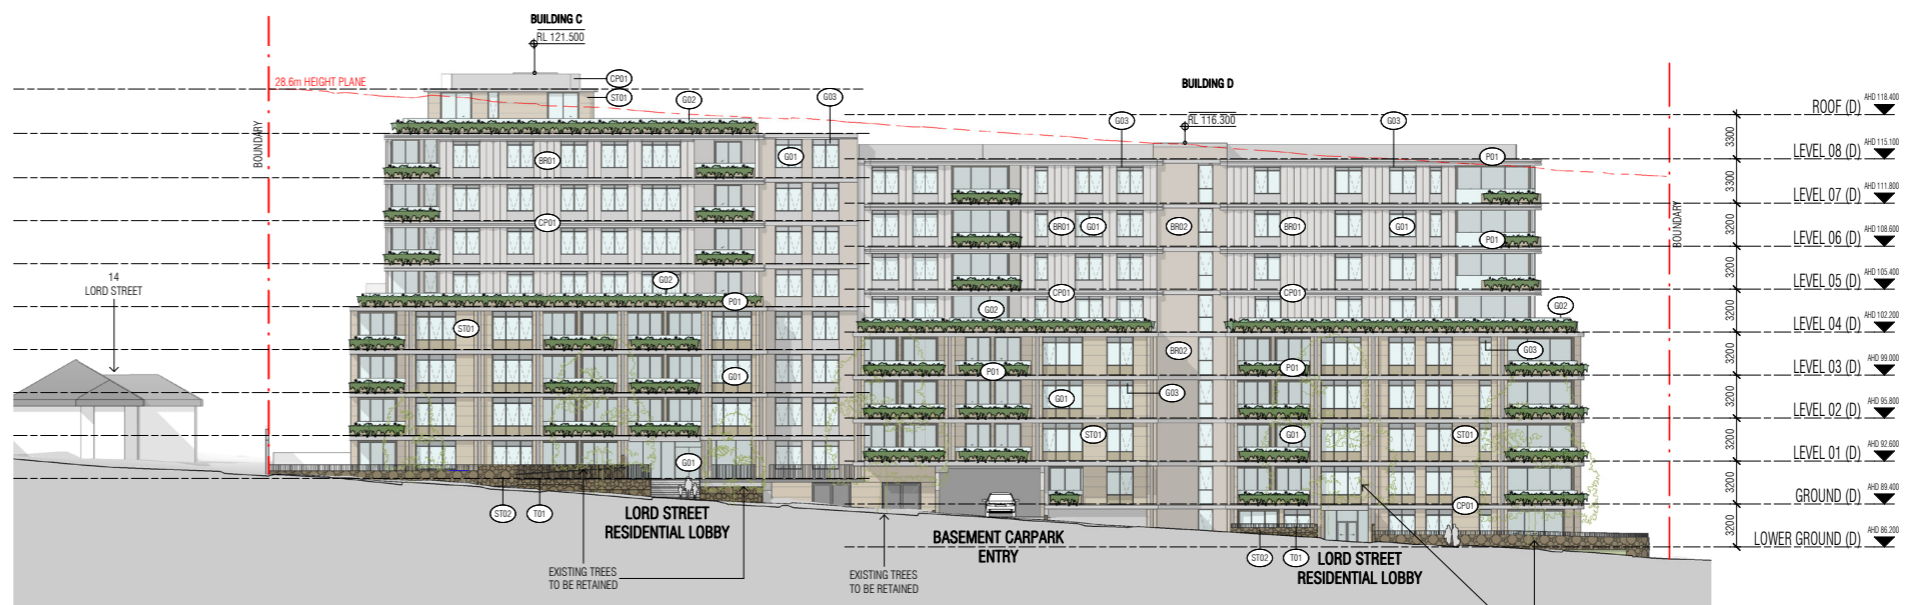 BUILDING C
RL 121.500
28.6m HEIGHT PLANE
CP01
ST01
G02
G03
BUILDING D
RL 116.300
G03
G03
BOUNDARY
BR01
G01
P01
CP01
BR01
G01
BR02
BR01
G01
P01
BOUNDARY
14
LORD STREET
G02
P01
CP01
CP01
G02
G02
ST01
BR02
G03
G01
P01
P01
G01
G03
ST01
G01
ST01
G01
CP01
ST02
T01
LORD STREET
RESIDENTIAL LOBBY
BASEMENT CARPARK
ENTRY
EXISTING TREES
TO BE RETAINED
EXISTING TREES
TO BE RETAINED
ST02
T01
LORD STREET
RESIDENTIAL LOBBY
ROOF (D)
AHD 118.400
3300
LEVEL 08 (D)
AHD 115.100
3300
LEVEL 07 (D)
AHD 111.800
3200
LEVEL 06 (D)
AHD 108.600
3200
LEVEL 05 (D)
AHD 105.400
3200
LEVEL 04 (D)
AHD 102.200
3200
LEVEL 03 (D)
AHD 99.000
3200
LEVEL 02 (D)
AHD 95.800
3200
LEVEL 01 (D)
AHD 92.600
3200
GROUND (D)
AHD 89.400
3200
LOWER GROUND (D)
AHD 86.200